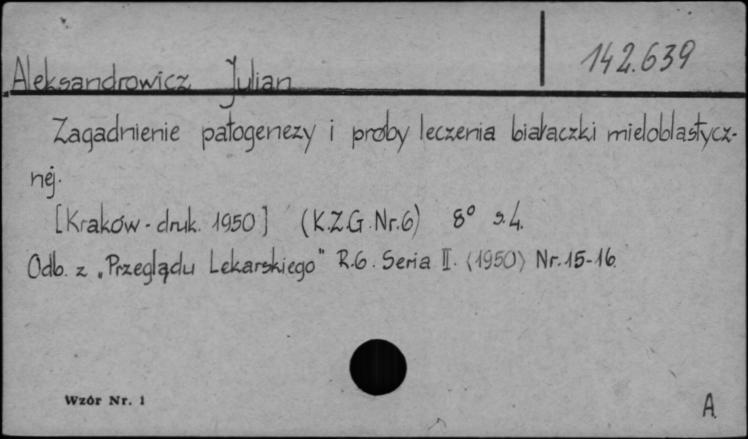 142.639
Aleksandrowicz Julian
Zagadnienie patogenezy i próby leczenia białaczki mieloblastycz-
nej.
[Kraków - druk. 1950] (K.Z.G. Nr.6) 8° s.4.
Odb. z „Przeglądu Lekarskiego" R.6. Seria II. (1950) Nr.15-16.
Wzór Nr. 1
A.